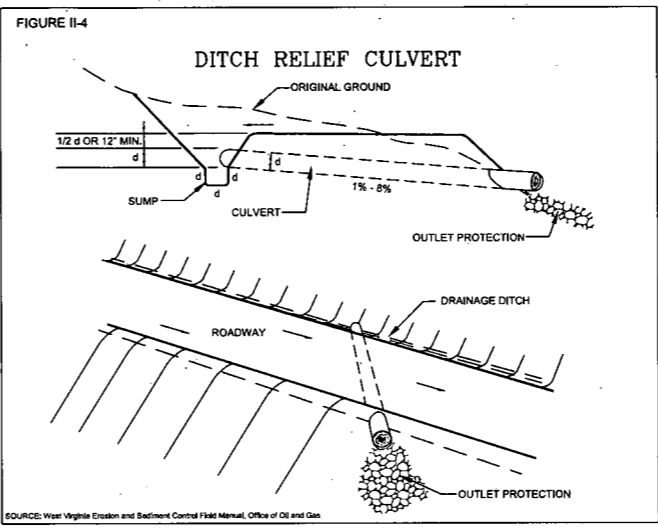 FIGURE II-4
DITCH RELIEF CULVERT
ORIGINAL GROUND
1/2 d OR 12" MIN.
d
d
d
d
d
SUMP
CULVERT
1% - 8%
OUTLET PROTECTION
DRAINAGE DITCH
ROADWAY
OUTLET PROTECTION
SOURCE: West Virginia Erosion and Sediment Control Field Manual, Office of Oil and Gas